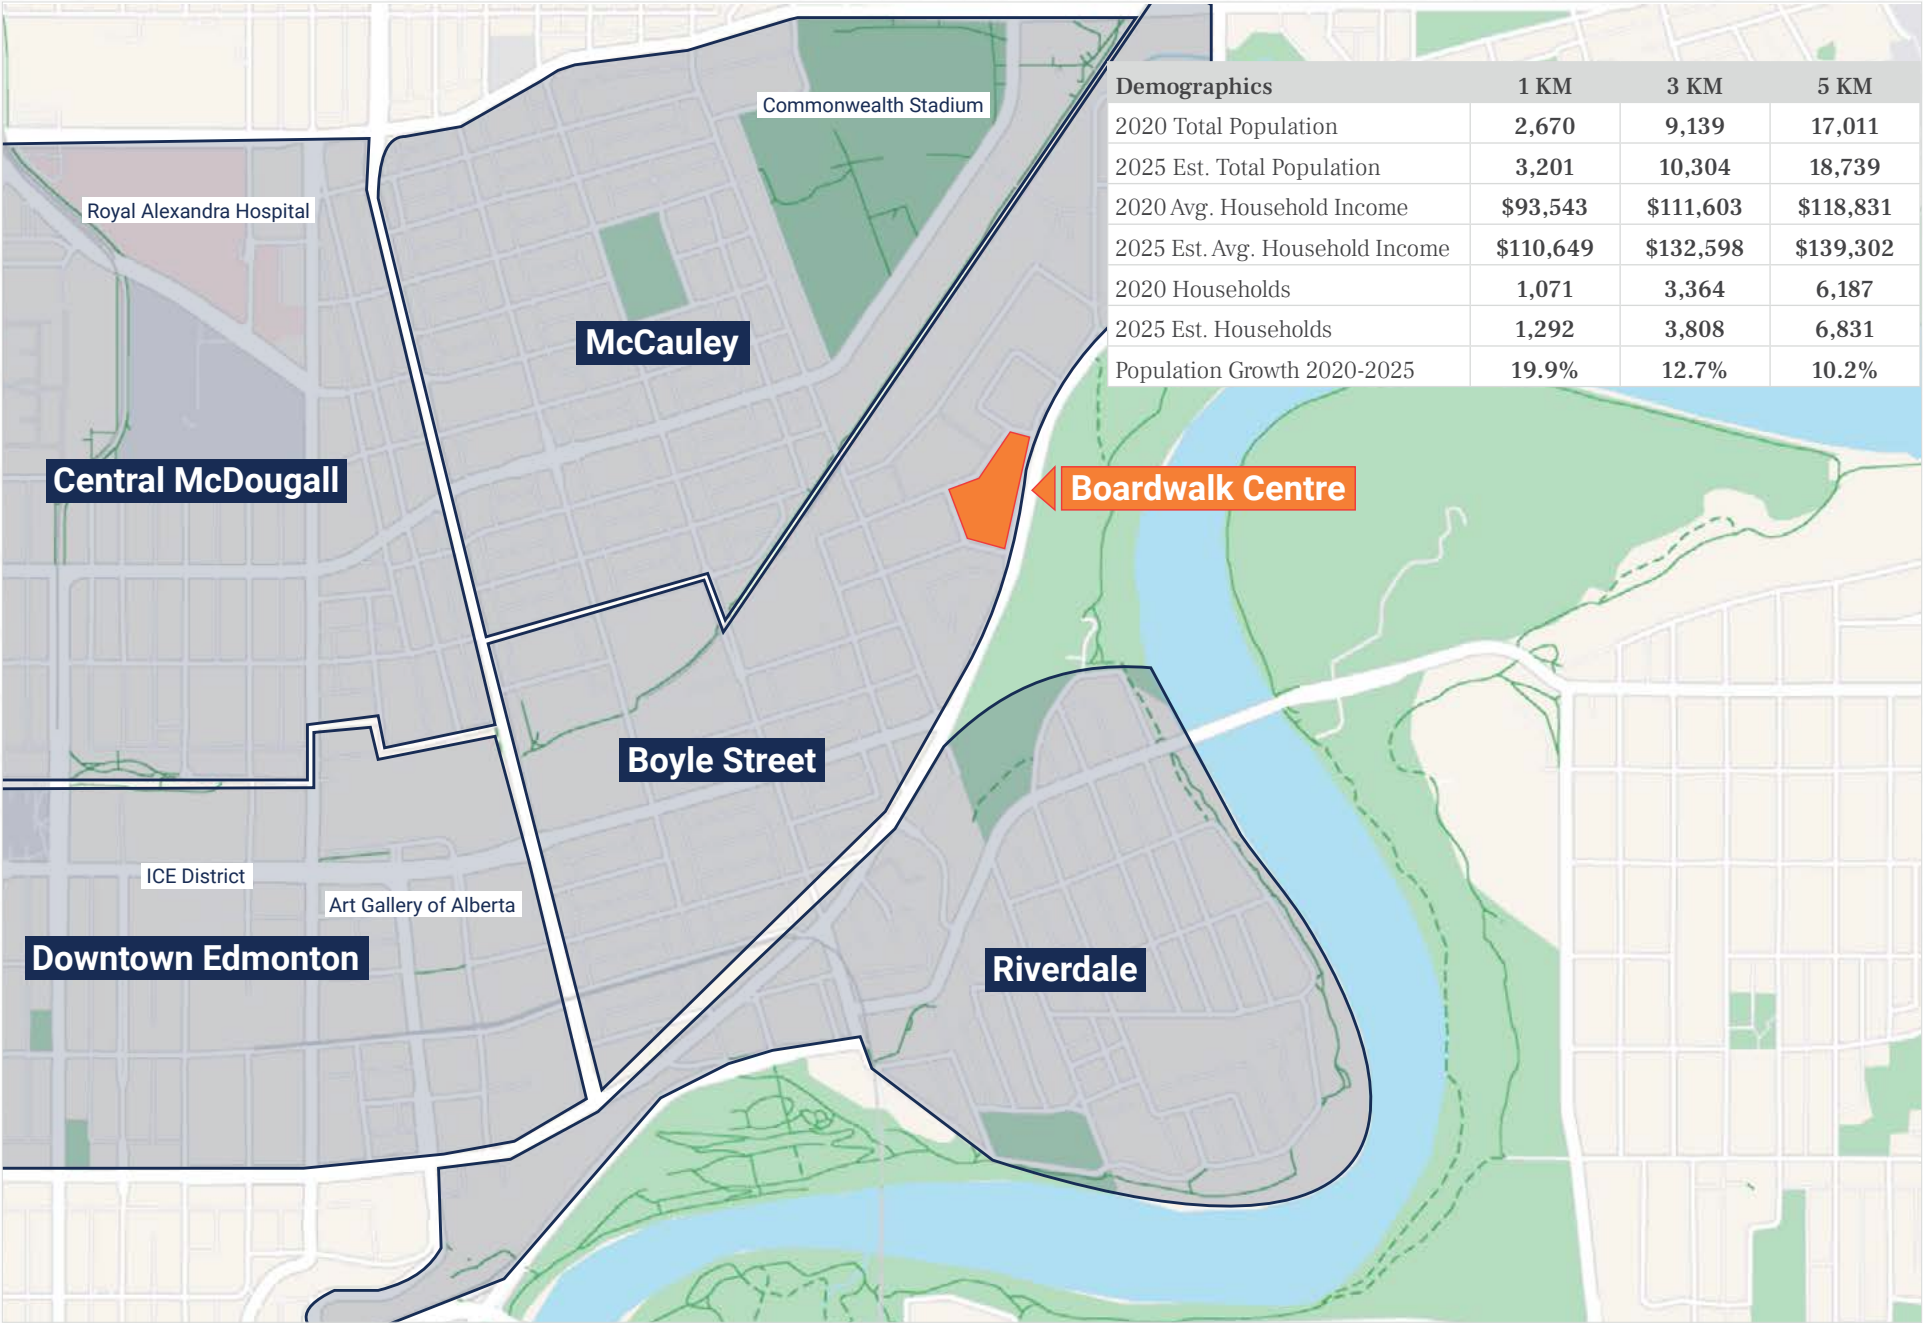 Commonwealth Stadium
Demographics 1 KM 3 KM 5 KM
2020 Total Population 2,670 9,139 17,011
2025 Est. Total Population 3,201 10,304 18,739
2020 Avg. Household Income $93,543 $111,603 $118,831
2025 Est. Avg. Household Income $110,649 $132,598 $139,302
2020 Households 1,071 3,364 6,187
2025 Est. Households 1,292 3,808 6,831
Population Growth 2020-2025 19.9% 12.7% 10.2%
Royal Alexandra Hospital
McCauley
Central McDougall
Boardwalk Centre
Boyle Street
ICE District
Art Gallery of Alberta
Downtown Edmonton
Riverdale